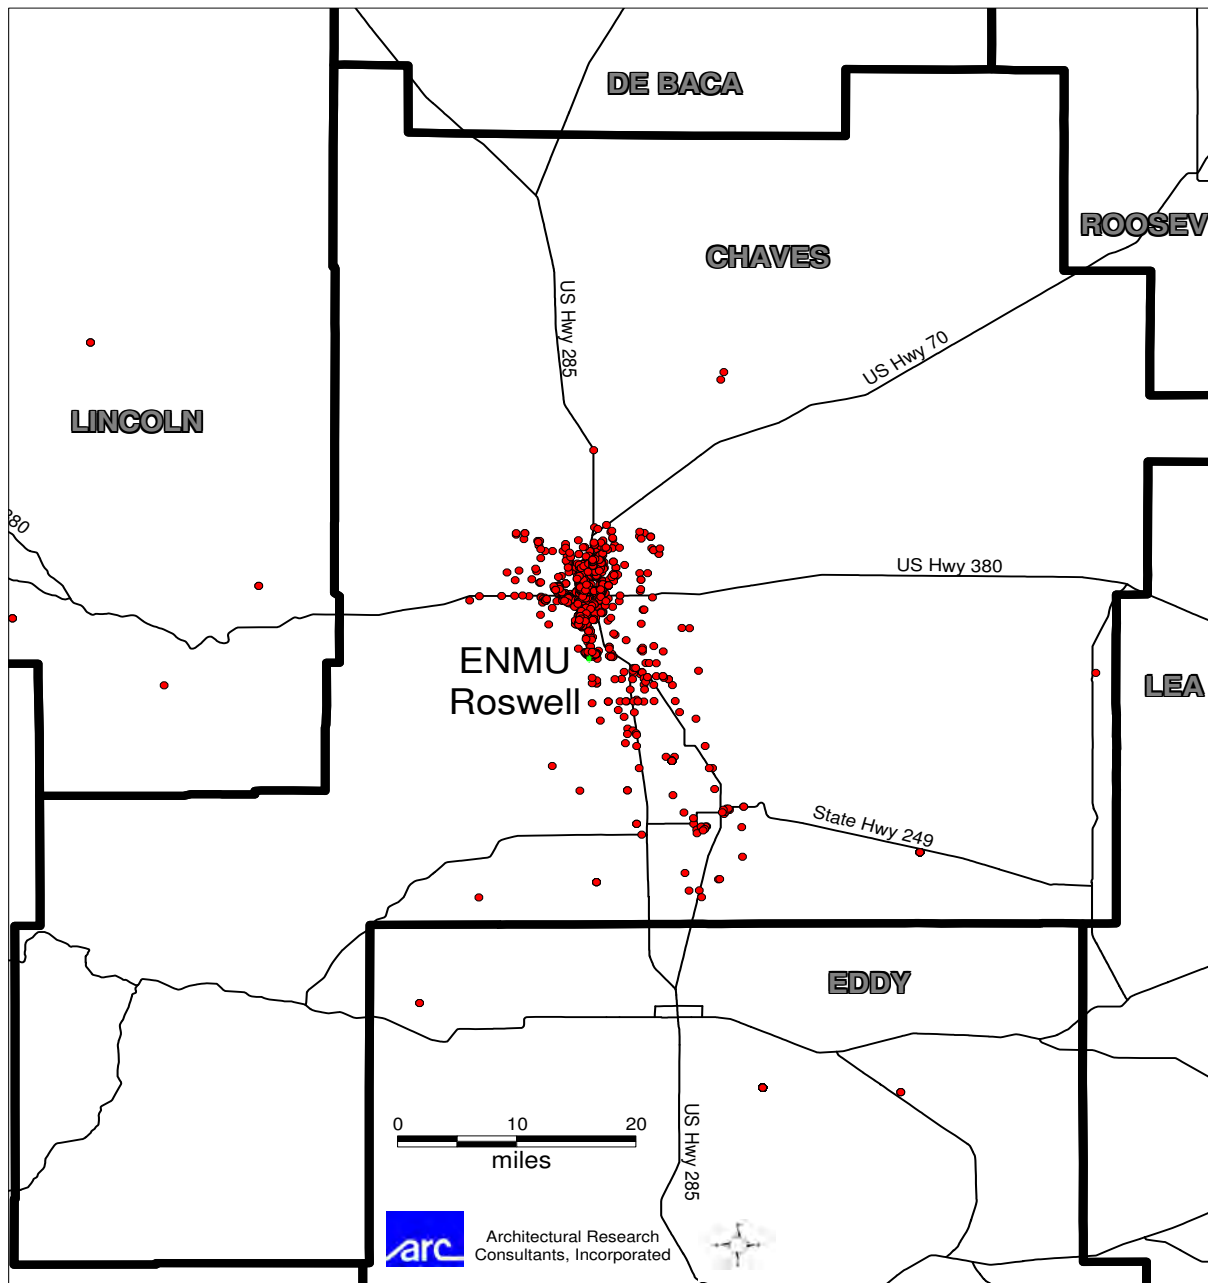 DE BACA
ROOSEV
CHAVES
US Hwy 285
US Hwy 70
LINCOLN
380
US Hwy 380
ENMU
Roswell
LEA
State Hwy 249
EDDY
0 10 20
miles
US Hwy 285
arc
Architectural Research
Consultants, Incorporated